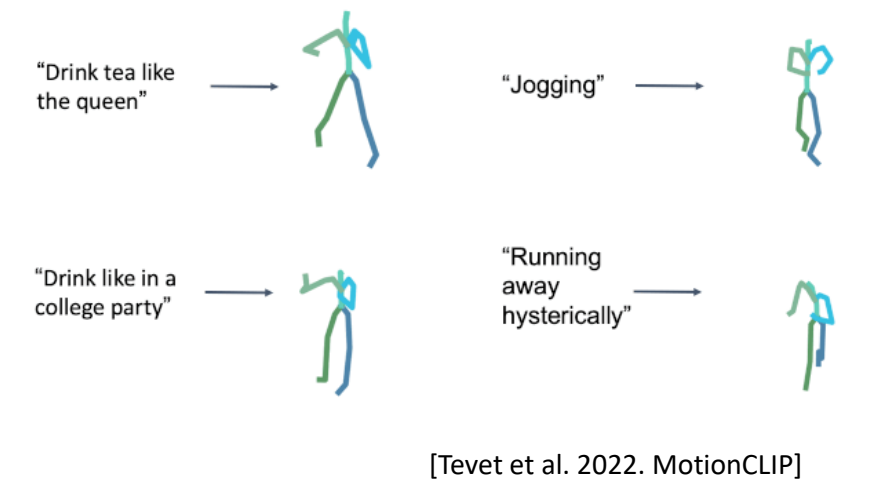 “Drink tea like
the queen”
“Jogging”
“Drink like in a
college party”
“Running
away
hysterically”
[Tevet et al. 2022. MotionCLIP]